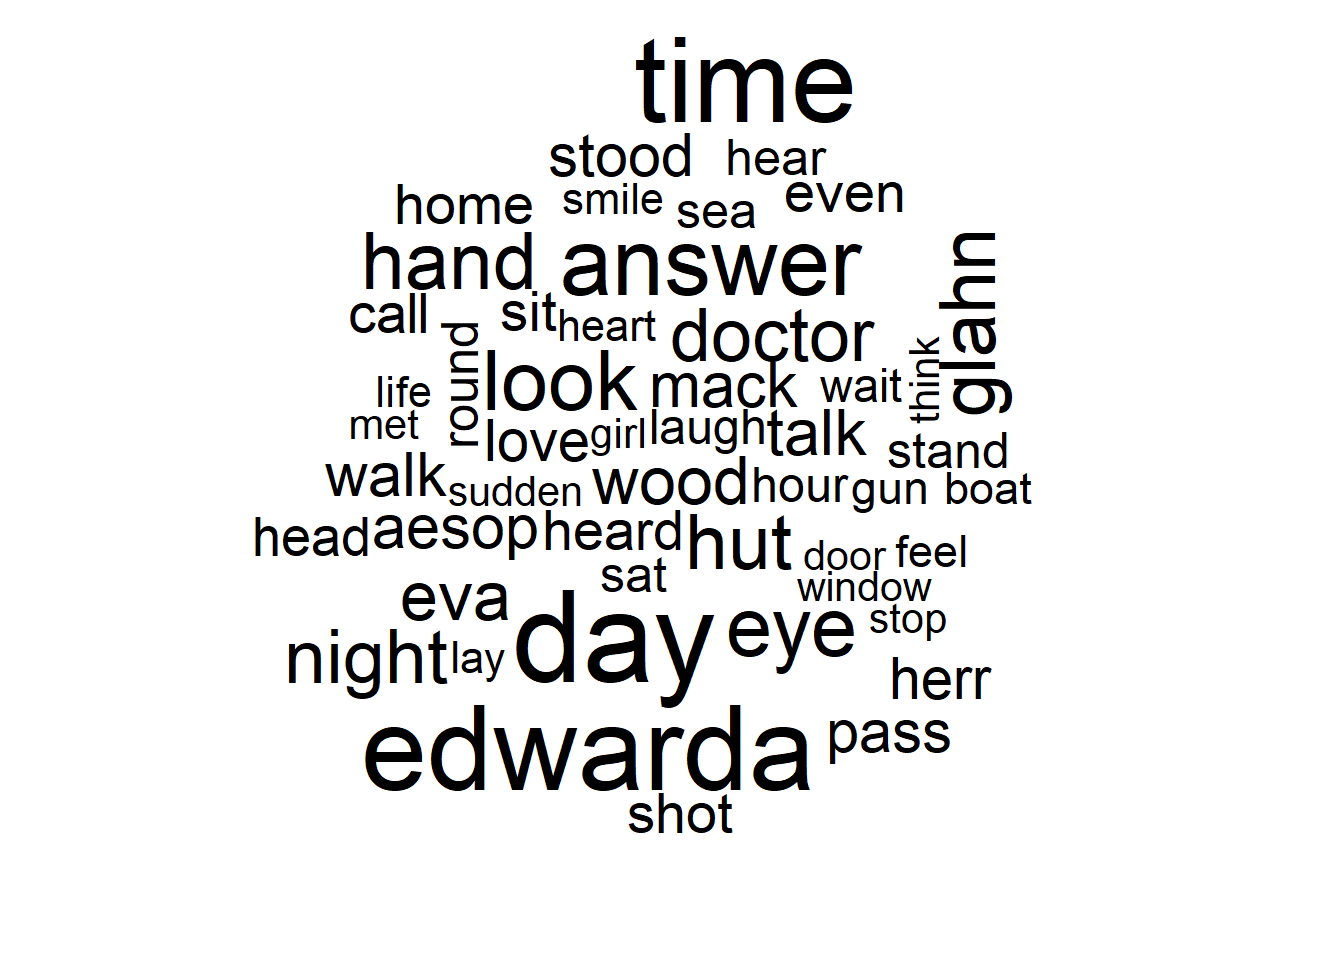 time
stood hear
home smile sea even
hand answer glahn
call sit heart doctor
round look mack wait think
life
met love girl laugh talk stand
walk sudden wood hour gun boat
head aesop heard hut door feel
sat window
eva day eye stop
night lay herr
edwarda pass
shot